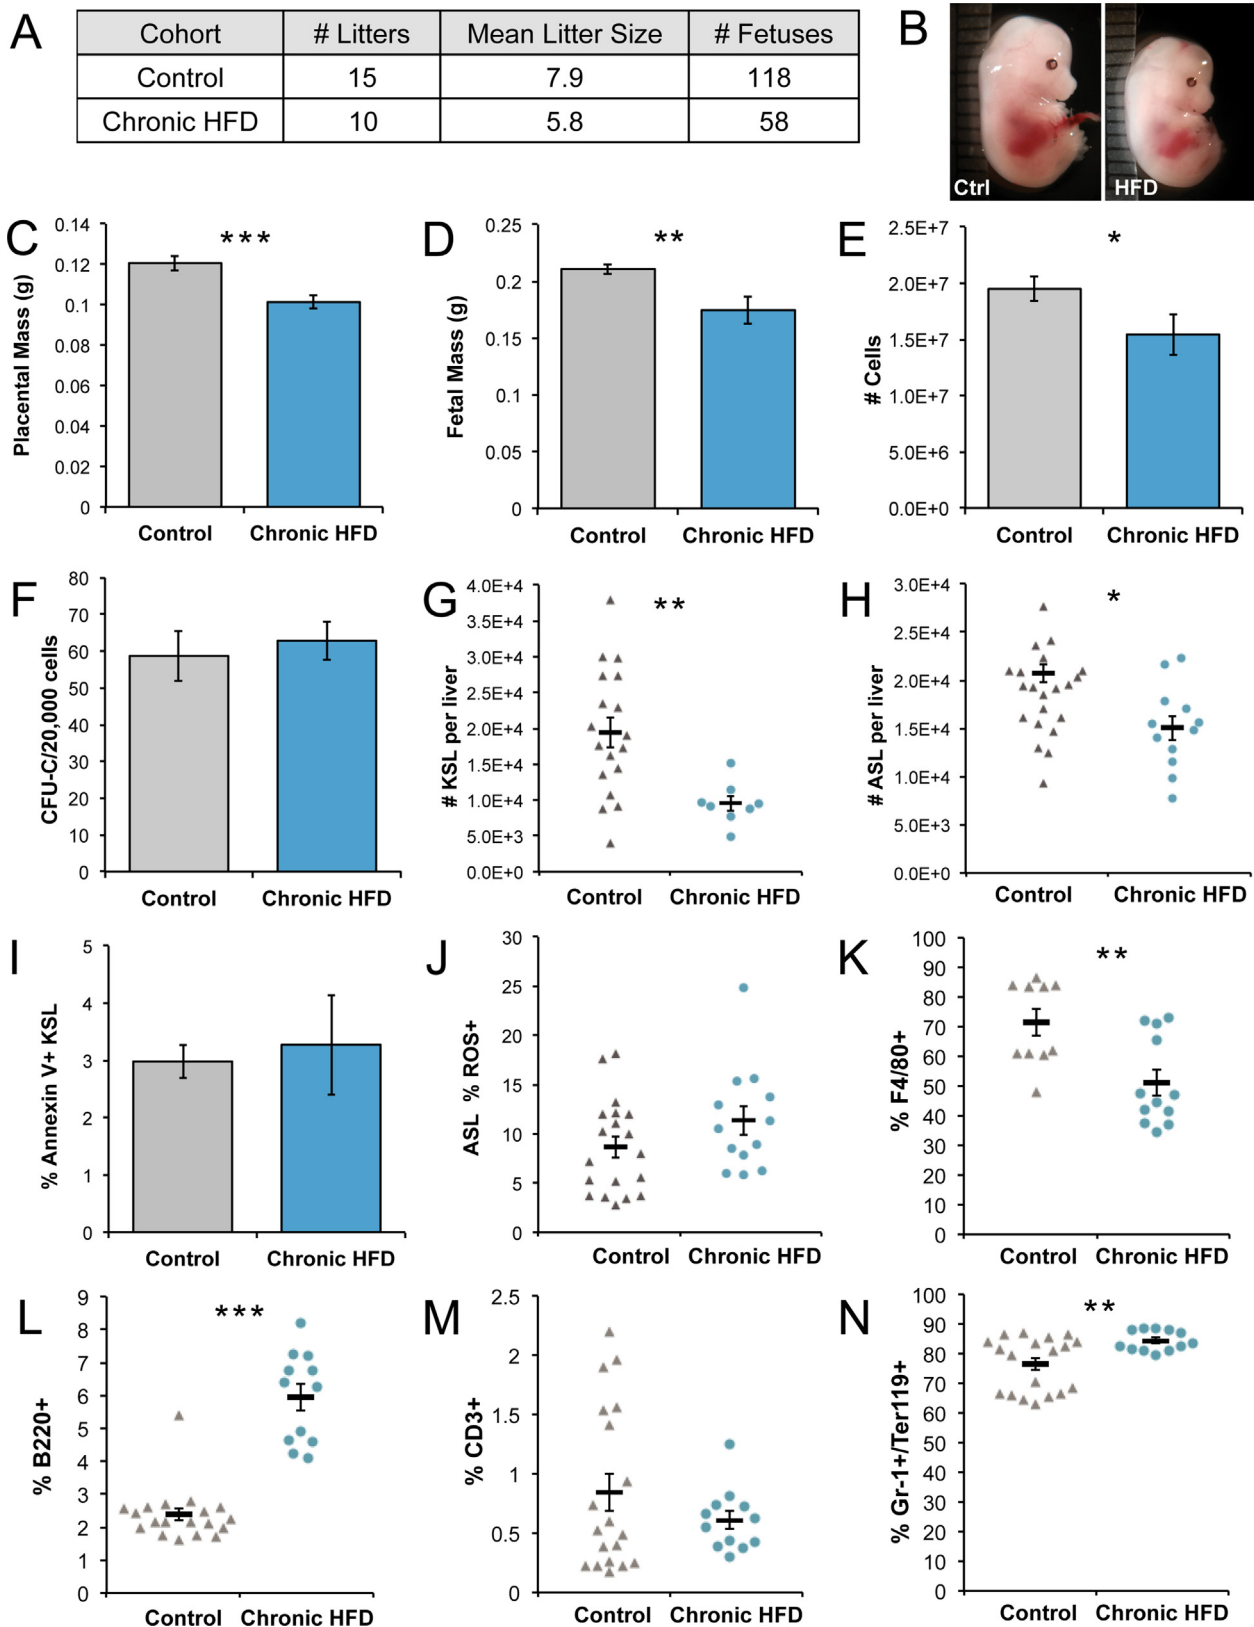 A
Cohort # Litters Mean Litter Size # Fetuses
Control 15 7.9 118
Chronic HFD 10 5.8 58
B
Ctrl HFD
C
Placental Mass (g)
0.14
0.12
0.1
0.08
0.06
0.04
0.02
0
***
Control Chronic HFD
D
Fetal Mass (g)
0.25
0.2
0.15
0.1
0.05
0
**
Control Chronic HFD
E
# Cells
2.5E+7
2.0E+7
1.5E+7
1.0E+7
5.0E+6
0.0E+0
*
Control Chronic HFD
F
CFU-C/20,000 cells
80
70
60
50
40
30
20
10
0
Control Chronic HFD
G
# KSL per liver
4.0E+4
3.5E+4
3.0E+4
2.5E+4
2.0E+4
1.5E+4
1.0E+4
5.0E+3
0.0E+0
**
Control Chronic HFD
H
# ASL per liver
3.0E+4
2.5E+4
2.0E+4
1.5E+4
1.0E+4
5.0E+3
0.0E+0
*
Control Chronic HFD
I
% Annexin V+ KSL
5
4
3
2
1
0
Control Chronic HFD
J
ASL % ROS+
30
25
20
15
10
5
0
Control Chronic HFD
K
% F4/80+
100
90
80
70
60
50
40
30
20
10
0
**
Control Chronic HFD
L
% B220+
9
8
7
6
5
4
3
2
1
0
***
Control Chronic HFD
M
% CD3+
2.5
2
1.5
1
0.5
0
Control Chronic HFD
N
% Gr-1+/Ter119+
100
90
80
70
60
50
40
30
20
10
0
**
Control Chronic HFD